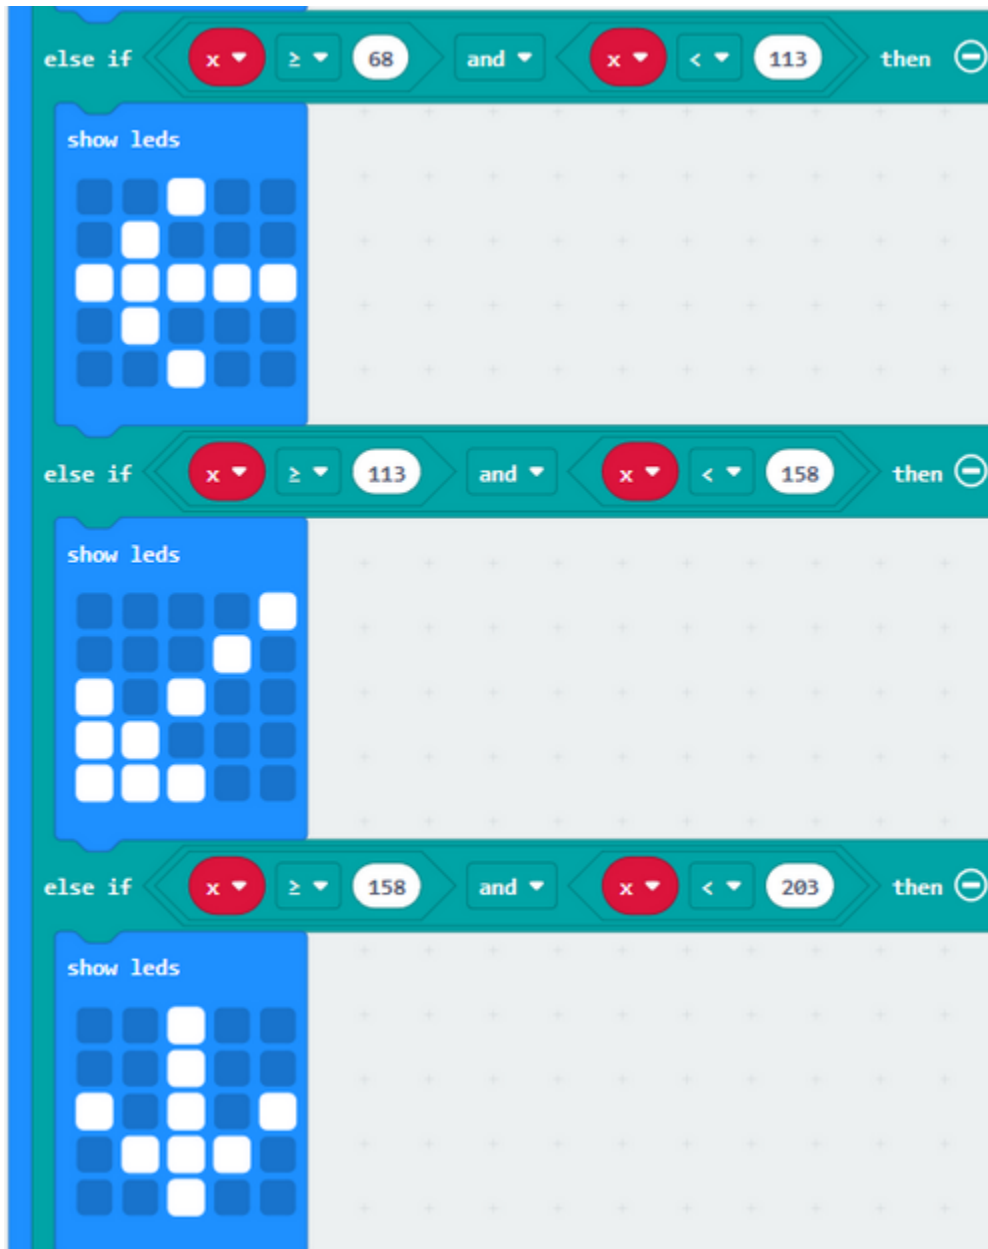 else if x ≥ 68 and x < 113 then
show leds
else if x ≥ 113 and x < 158 then
show leds
else if x ≥ 158 and x < 203 then
show leds